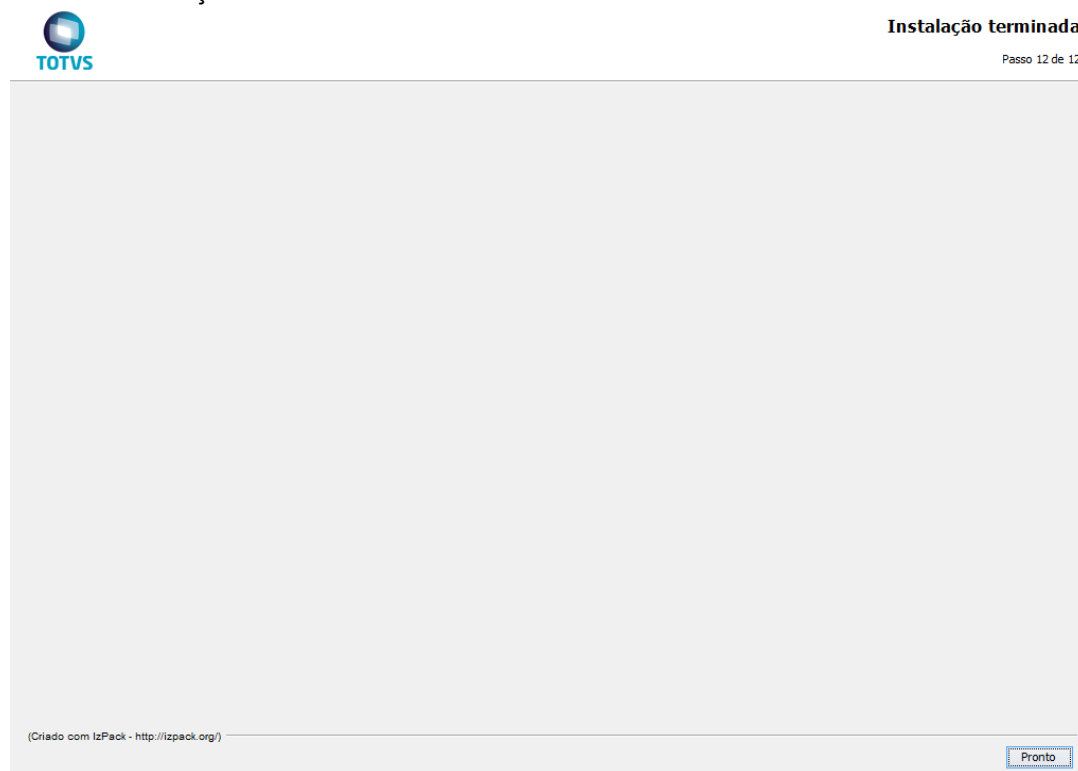 Instalação terminada
TOTVS
Passo 12 de 12
(Criado com IzPack - http://izpack.org/)
Pronto